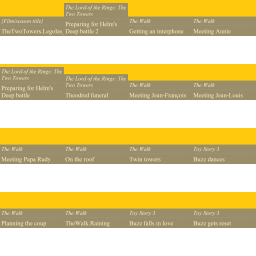 [Film/season title]
TheTwoTowers.Legolas
The Lord of the Rings: The
Two Towers
Preparing for Helm's
Deep battle 2
The Walk
Getting an interphone
The Walk
Meeting Annie
The Lord of the Rings: The
Two Towers
Preparing for Helm's
Deep battle
The Lord of the Rings: The
Two Towers
Theodred funeral
The Walk
Meeting Jean-François
The Walk
Meeting Jean-Louis
The Walk
Meeting Papa Rudy
The Walk
On the roof
The Walk
Twin towers
Toy Story 3
Buzz dances
The Walk
Planning the coup
The Walk
TheWalk.Raining
Toy Story 3
Buzz falls in love
Toy Story 3
Buzz gets reset